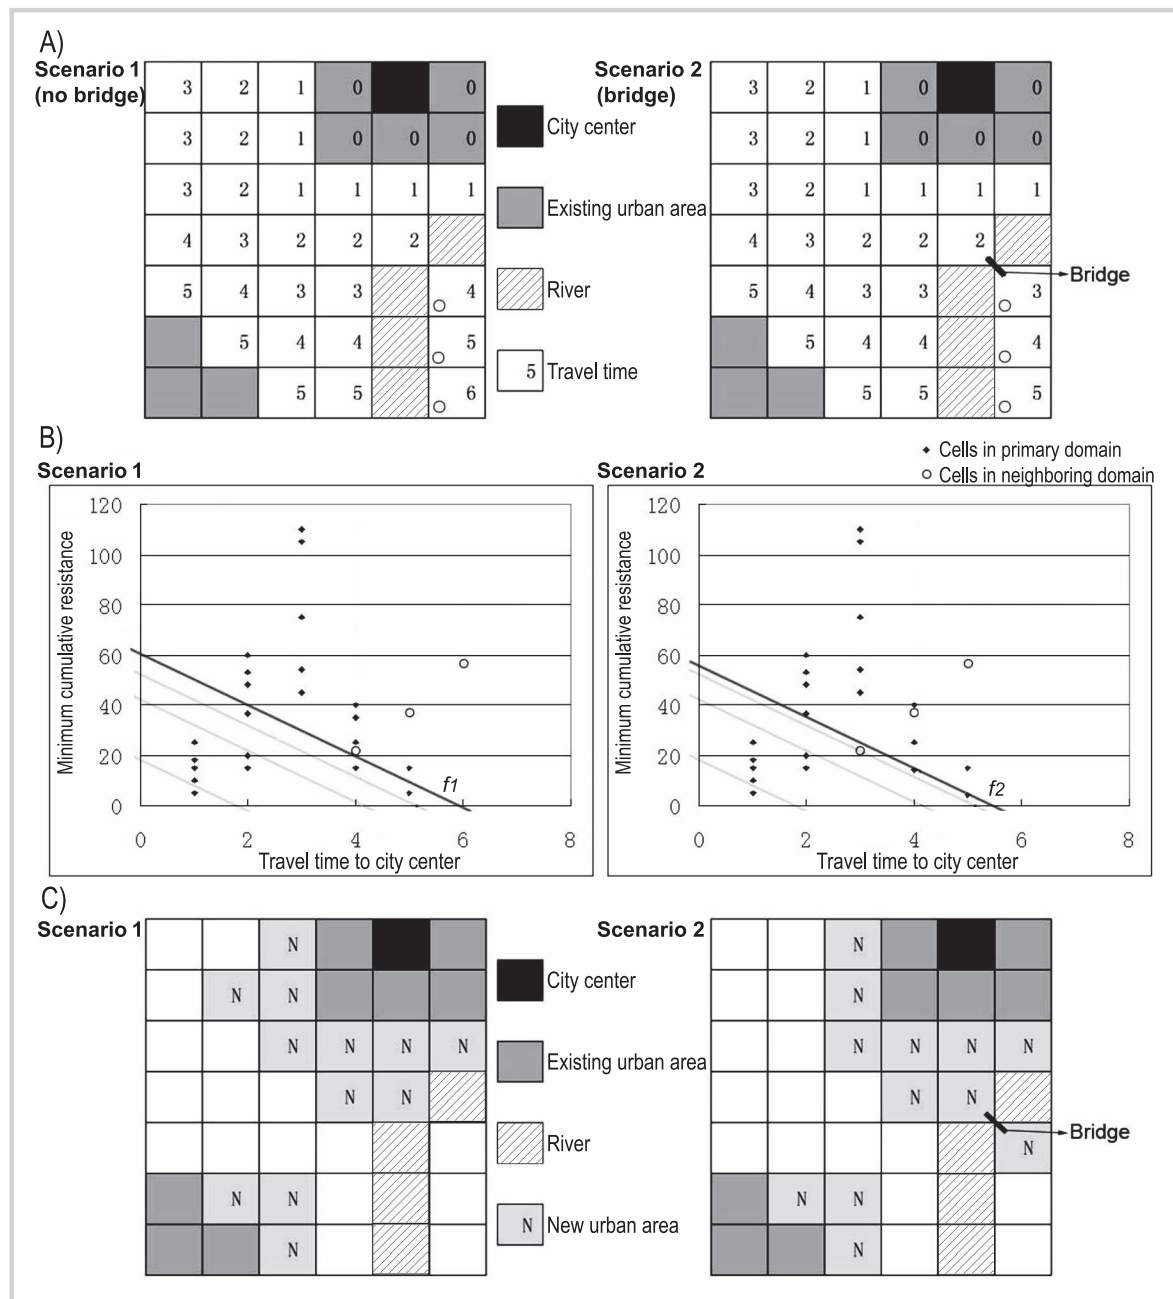 A)
Scenario 1
(no bridge)
3 2 1 0 0
3 2 1 0 0 0
3 2 1 1 1 1
4 3 2 2 2
5 4 3 3 4
5 4 4 5
5 5 6
City center
Existing urban area
River
5 Travel time
Scenario 2
(bridge)
3 2 1 0 0
3 2 1 0 0 0
3 2 1 1 1 1
4 3 2 2 2
Bridge
5 4 3 3 3
5 4 4 4
5 5 5
B)
Cells in primary domain
Cells in neighboring domain
Scenario 1
Minimum cumulative resistance
120
100
80
60
40
20
0
f1
0 2 4 6 8
Travel time to city center
Scenario 2
Minimum cumulative resistance
120
100
80
60
40
20
0
f2
0 2 4 6 8
Travel time to city center
C)
Scenario 1
N
N N
N N N N
N N
N N
N
City center
Existing urban area
River
N New urban area
Scenario 2
N
N
N N N N
N N
Bridge
N
N N
N